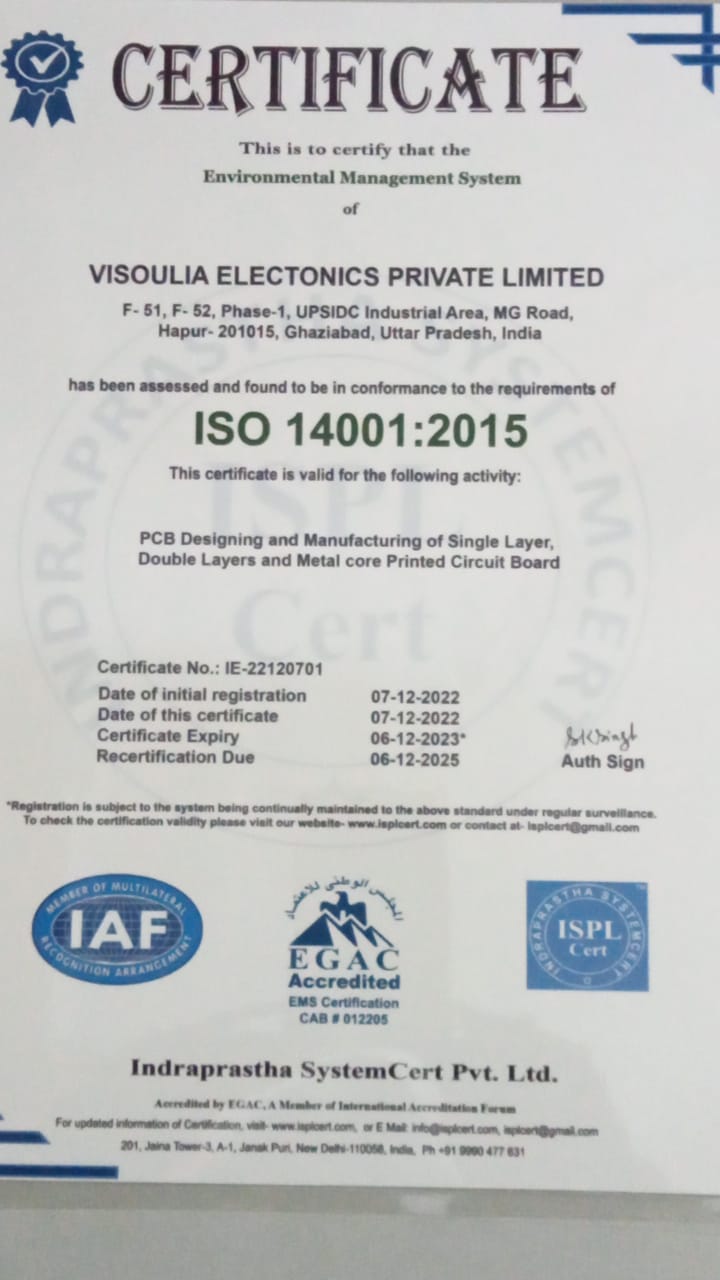 CERTIFICATE
This is to certify that the
Environmental Management System
of
VISOULIA ELECTONICS PRIVATE LIMITED
F- 51, F- 52, Phase-1, UPSIDC Industrial Area, MG Road,
Hapur- 201015, Ghaziabad, Uttar Pradesh, India
has been assessed and found to be in conformance to the requirements of
ISO 14001:2015
This certificate is valid for the following activity:
PCB Designing and Manufacturing of Single Layer,
Double Layers and Metal core Printed Circuit Board
INDRAPRASTHA SYSTEMCERT
ISPL
Cert
Certificate No.: IE-22120701
Date of initial registration 07-12-2022
Date of this certificate 07-12-2022
Certificate Expiry 06-12-2023*
Recertification Due 06-12-2025
SKSingh
Auth Sign
*Registration is subject to the system being continually maintained to the above standard under regular surveillance.
To check the certification validity please visit our website- www.isplcert.com or contact at- isplcert@gmail.com
MEMBER OF MULTILATERAL
IAF
RECOGNITION ARRANGEMENT
المجلس الوطني للاعتماد
EGAC
Accredited
EMS Certification
CAB # 012205
INDRAPRASTHA SYSTEMCERT
TM
ISPL
Cert
Indraprastha SystemCert Pvt. Ltd.
Accredited by EGAC, A Member of International Accreditation Forum
For updated information of Certification, visit- www.isplcert.com, or E Mail: info@isplcert.com, isplcert@gmail.com
201, Jaina Tower-3, A-1, Janak Puri, New Delhi-110058, India, Ph +91 9990 477 631